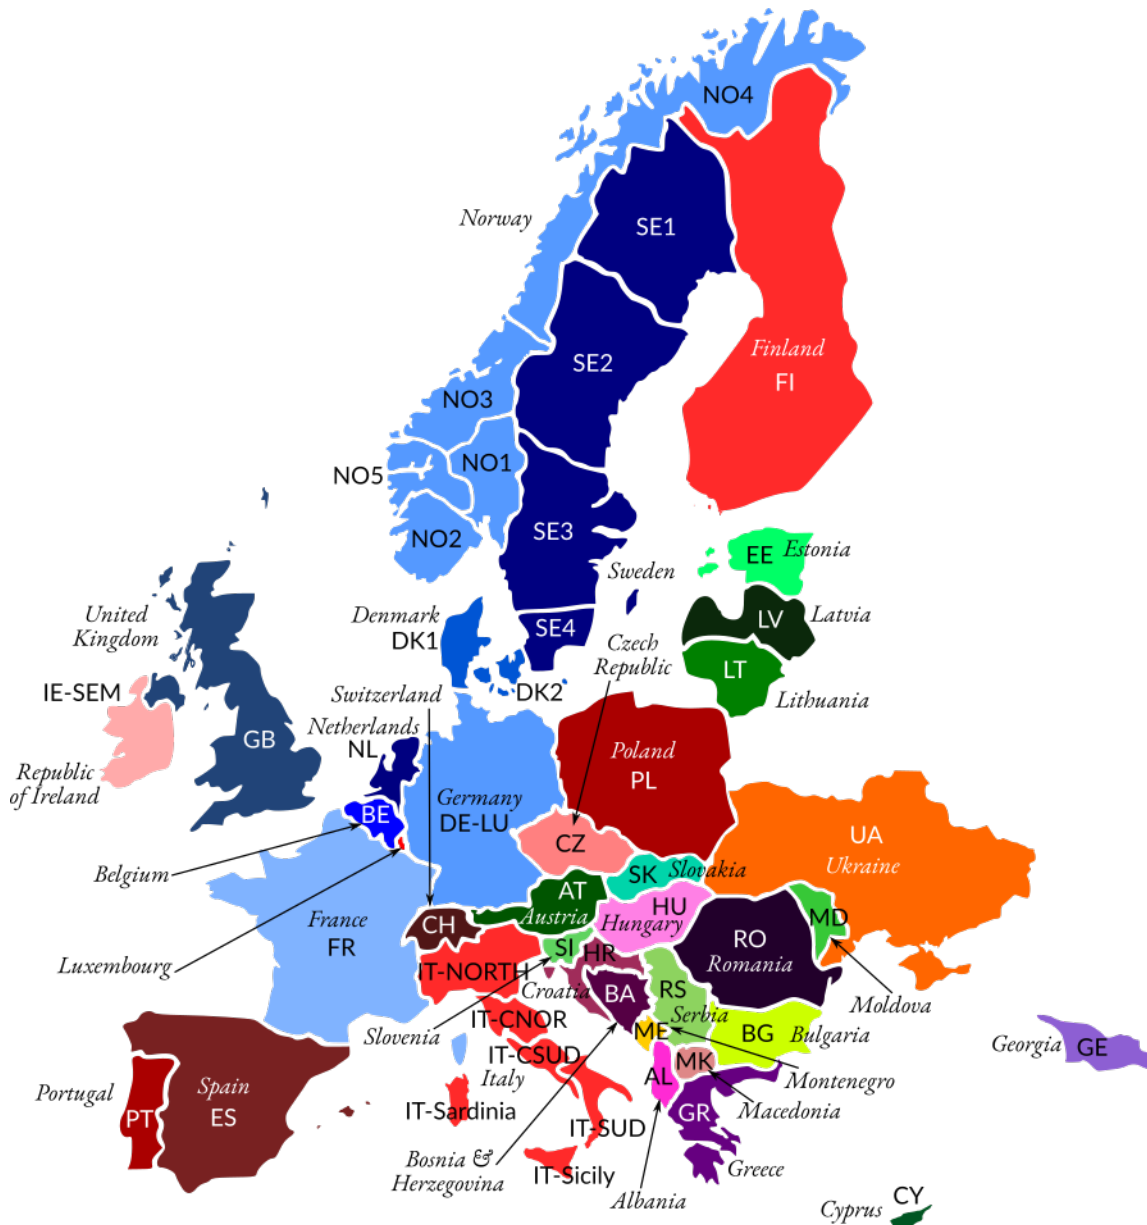 NO4
Norway
SE1
SE2
Finland
FI
NO3
NO1
NO5
NO2
SE3
EE
Estonia
Sweden
United
Kingdom
Denmark
DK1
SE4
Czech
Republic
LV
Latvia
LT
Lithuania
IE-SEM
Switzerland
DK2
Netherlands
NL
GB
Republic
of Ireland
Poland
PL
Germany
DE-LU
BE
CZ
UA
Ukraine
Belgium
SK
Slovakia
AT
Austria
HU
Hungary
MD
France
FR
CH
RO
Romania
Luxembourg
IT-NORTH
SI
HR
Croatia
BA
RS
Serbia
Moldova
Slovenia
IT-CNOR
ME
BG
Bulgaria
IT-CSUD
Italy
AL
MK
Montenegro
Georgia
GE
Portugal
PT
Spain
ES
IT-Sardinia
IT-SUD
GR
Macedonia
Bosnia &
Herzegovina
IT-Sicily
Albania
Greece
Cyprus
CY